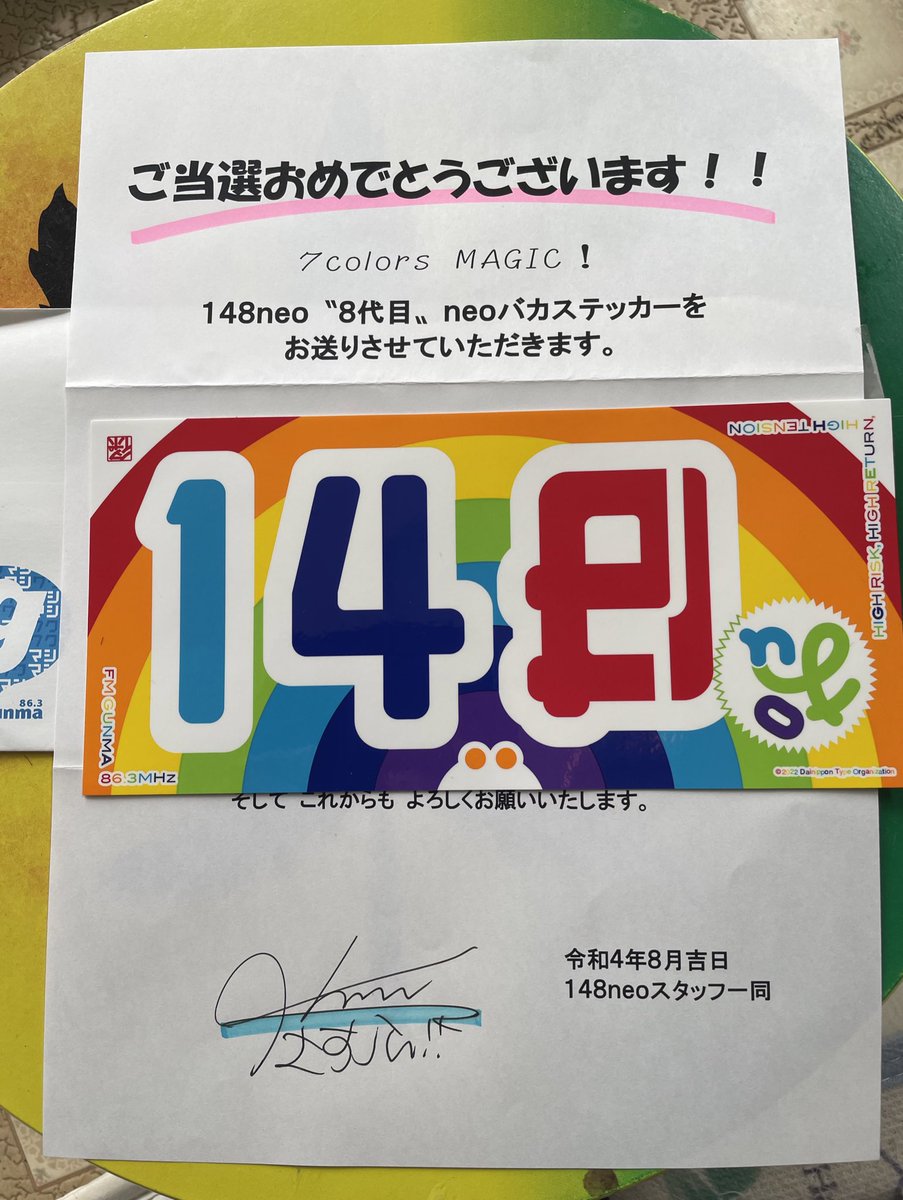 ご当選おめでとうございます！！
7colors MAGIC！
148neo〝8代目〟neoバカステッカーを
お送りさせていただきます。
148
neo
HIGH TENSION
HIGH RISK, HIGH RETURN.
FM GUNMA
86.3MHz
©2022 Dainippon Type Organization
86.3
unma
そして これからも よろしくお願いいたします。
令和4年8月吉日
148neoスタッフ一同